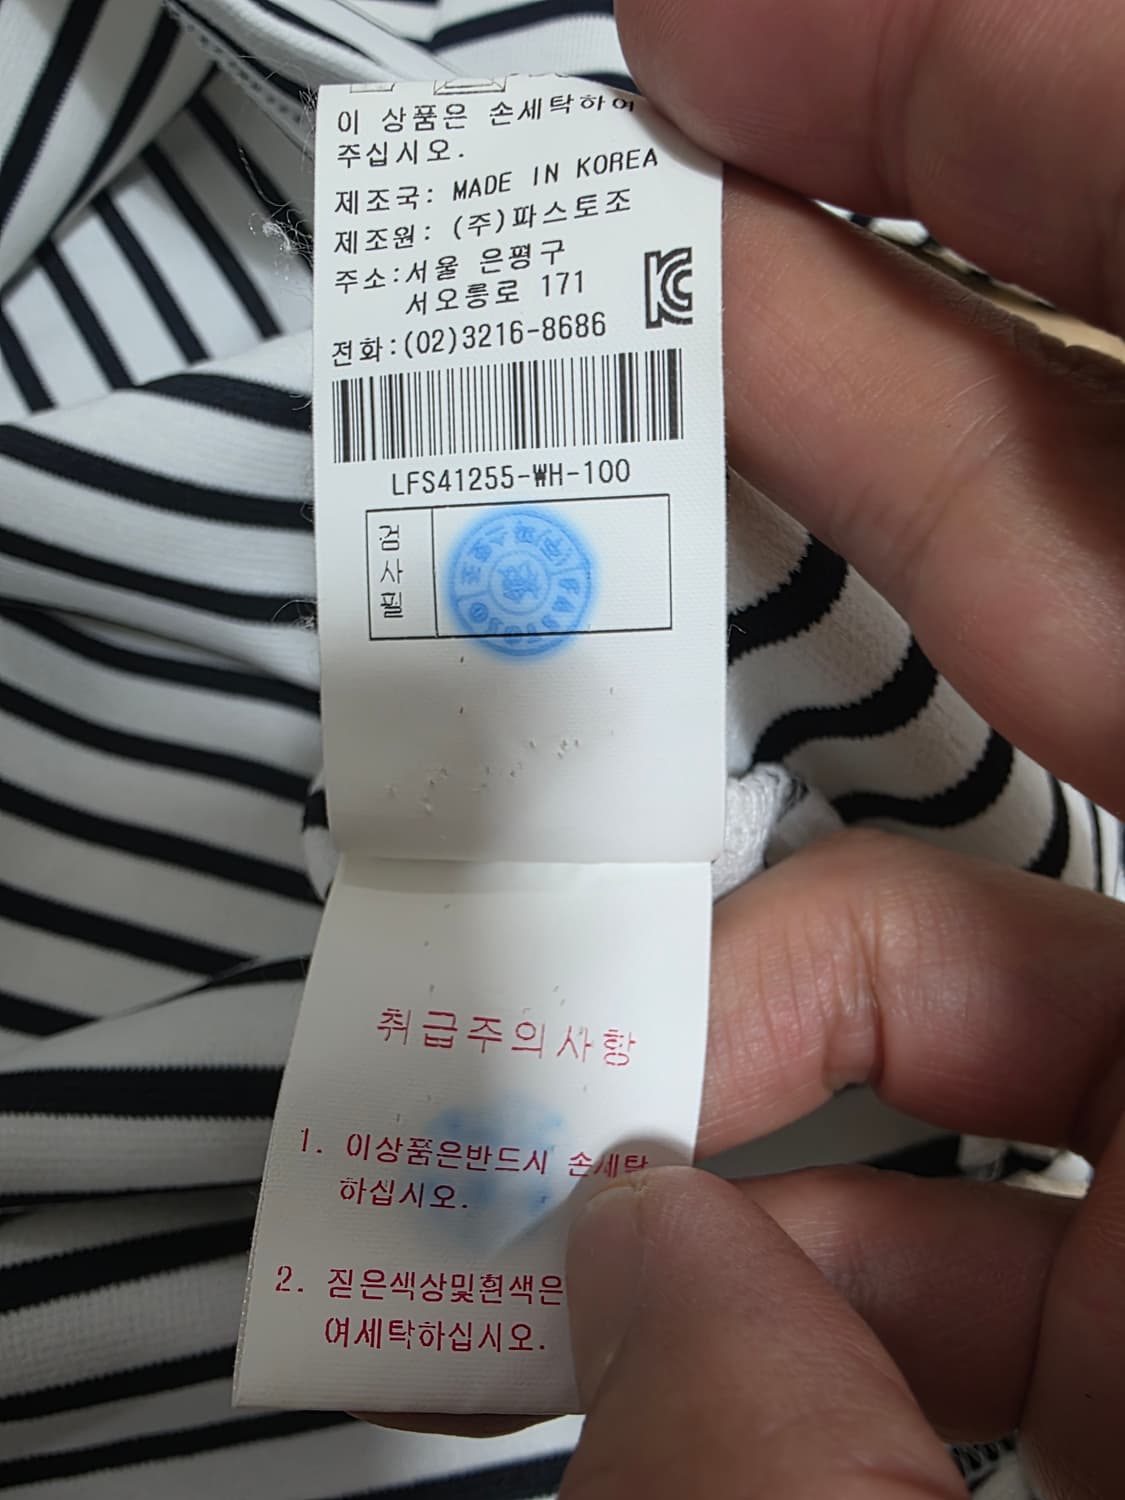 이 상품은 손세탁하여
주십시오.
제조국: MADE IN KOREA
제조원: (주)파스토조
주소:서울 은평구
서오릉로 171
전화:(02)3216-8686
KC
LFS41255-₩H-100
검
사
필
취급주의사항
1. 이상품은반드시 손세탁
하십시오.
2. 짙은색상및흰색은
여세탁하십시오.